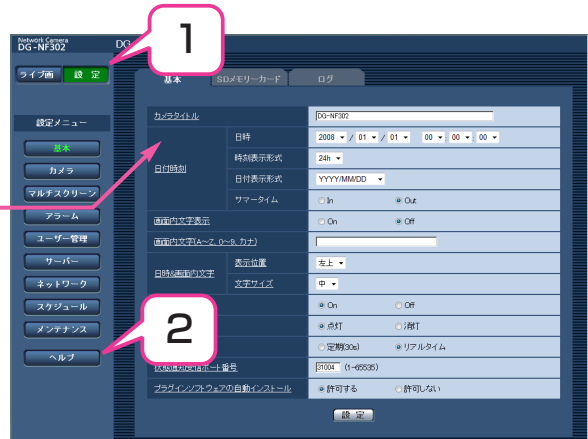 Network Camera
DG-NF302
DG
1
ライブ画 設 定
基本 SDメモリーカード ログ
設定メニュー
基本
カメラ
マルチスクリーン
アラーム
ユーザー管理
サーバー
ネットワーク
スケジュール
メンテナンス
ヘルプ
2
カメラタイトル DG-NF302
日付時刻 日時 2008 / 01 / 01 00 : 00 : 00
時刻表示形式 24h
日付表示形式 YYYY/MM/DD
サマータイム In Out
画面内文字表示 On Off
画面内文字(A~Z, 0~9, カナ)
日時&画面内文字 表示位置 左上
文字サイズ 中
On Off
点灯 消灯
定期(30s) リアルタイム
状態通知受信ポート番号 31004 (1-65535)
プラグインソフトウェアの自動インストール 許可する 許可しない
設 定